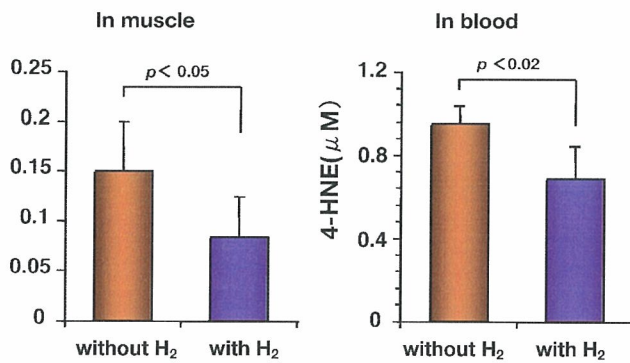 In muscle
0.25
0.2
0.15
0.1
0.05
0
p < 0.05
without H₂
with H₂
In blood
4-HNE(μM)
1.2
0.8
0.4
0
p <0.02
without H₂
with H₂